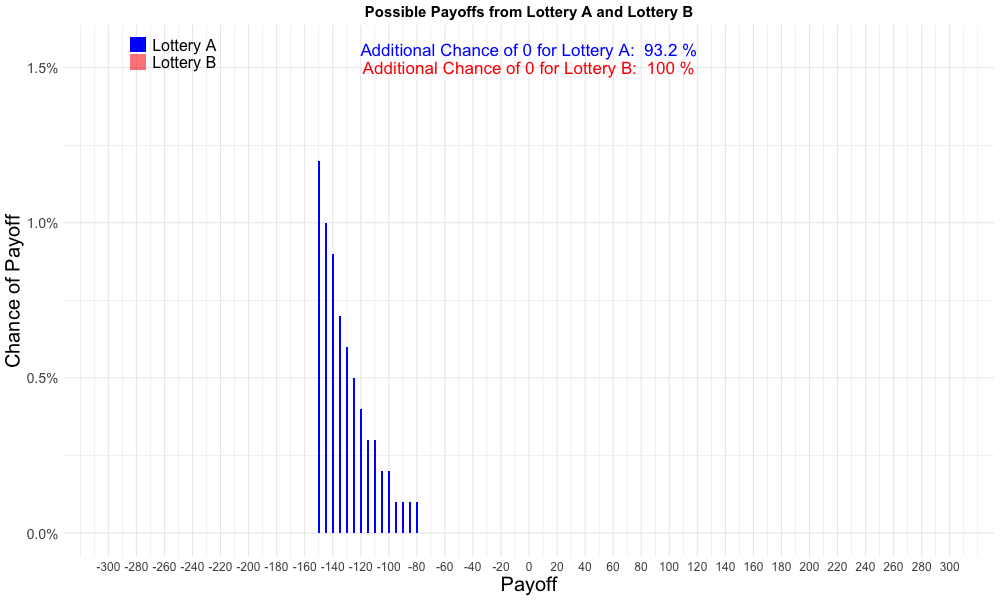 Possible Payoffs from Lottery A and Lottery B
Lottery A
Lottery B
Additional Chance of 0 for Lottery A:  93.2 %
Additional Chance of 0 for Lottery B:  100 %
Chance of Payoff
1.5%
1.0%
0.5%
0.0%
-300 -280 -260 -240 -220 -200 -180 -160 -140 -120 -100 -80 -60 -40 -20 0 20 40 60 80 100 120 140 160 180 200 220 240 260 280 300
Payoff